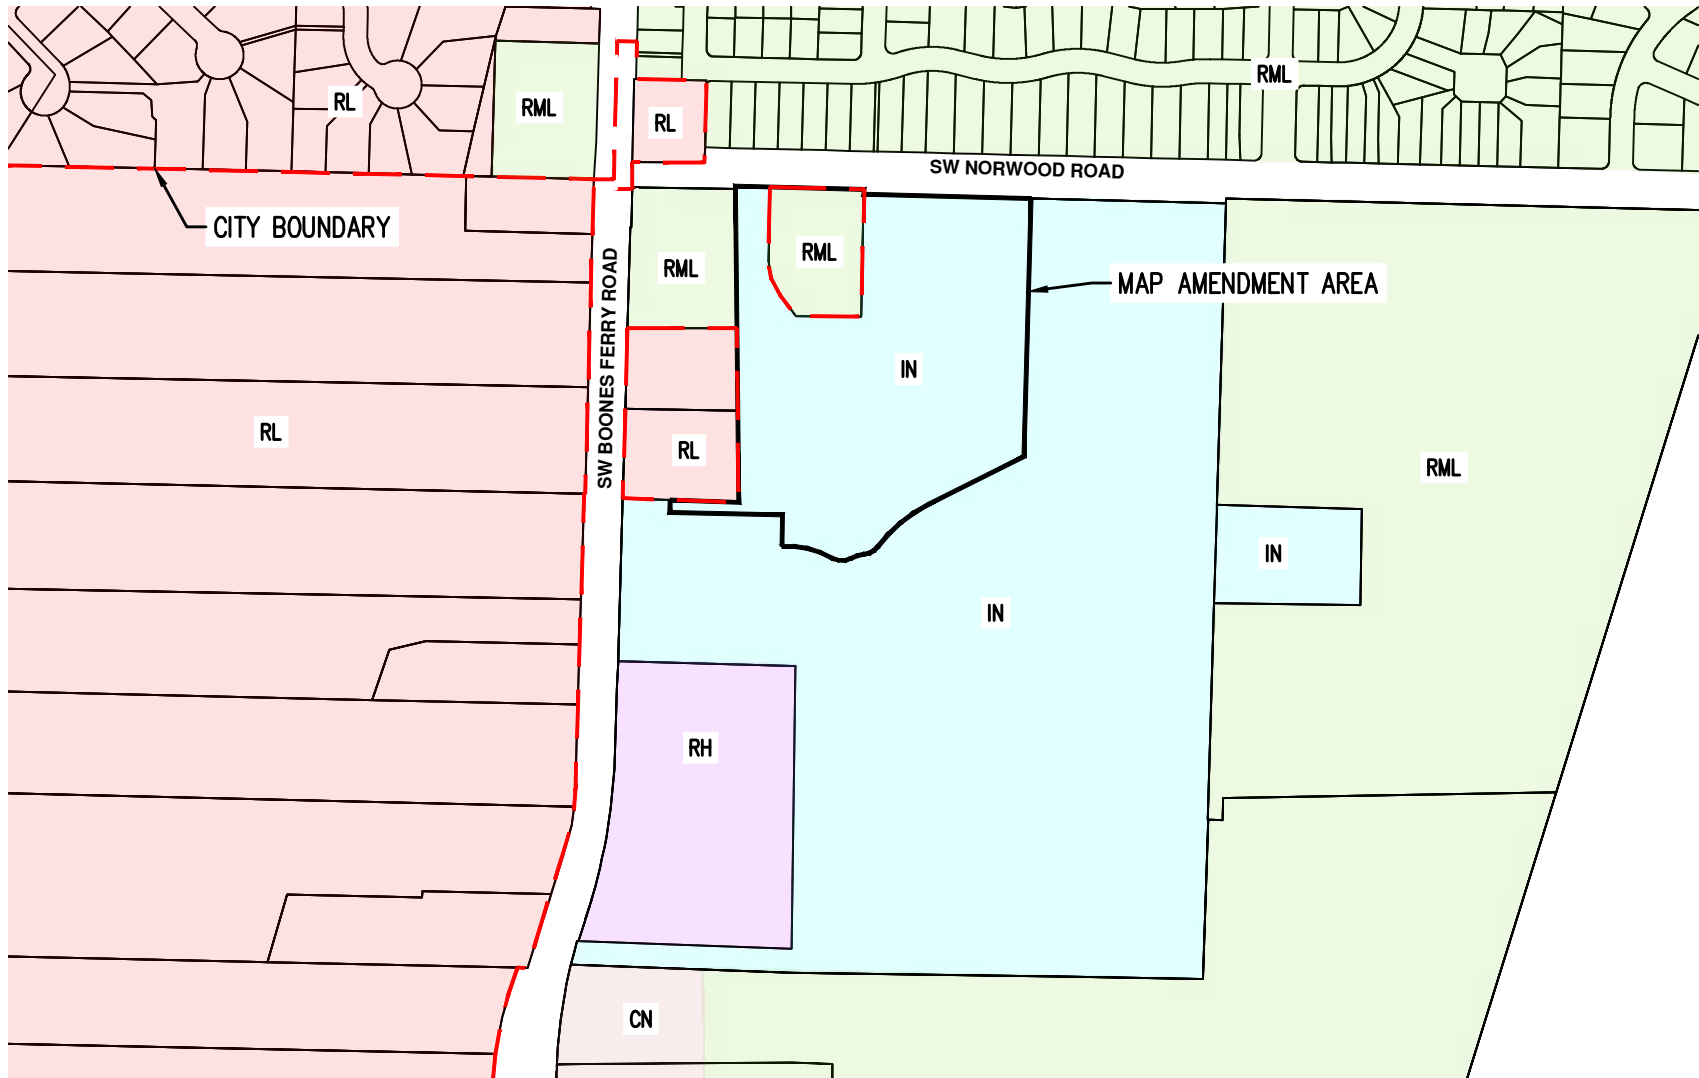 RML
RL
RML
RL
SW NORWOOD ROAD
CITY BOUNDARY
RML
RML
MAP AMENDMENT AREA
SW BOONES FERRY ROAD
IN
RL
RL
RML
IN
IN
RH
CN